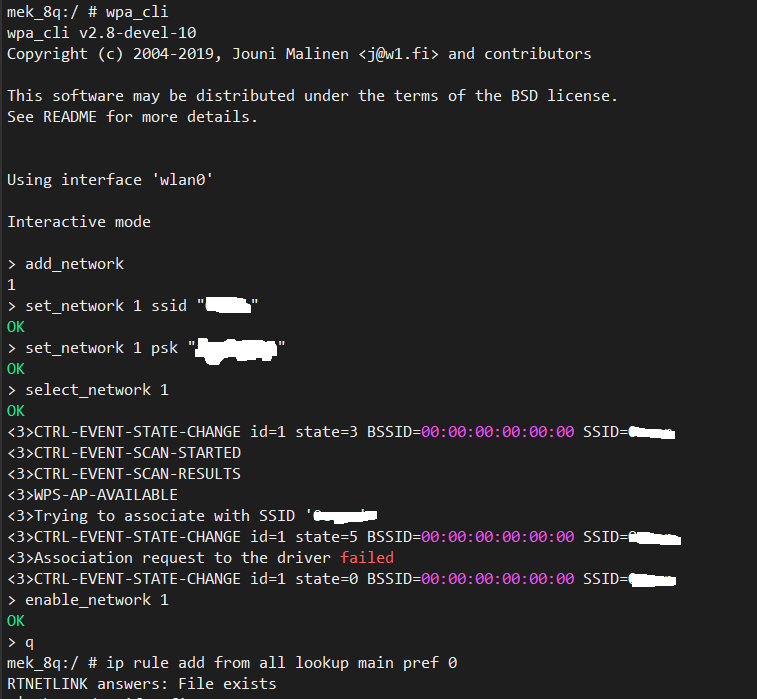 mek_8q:/ # wpa_cli
wpa_cli v2.8-devel-10
Copyright (c) 2004-2019, Jouni Malinen <j@w1.fi> and contributors
This software may be distributed under the terms of the BSD license.
See README for more details.
Using interface 'wlan0'
Interactive mode
> add_network
1
> set_network 1 ssid "    "
OK
> set_network 1 psk "    "
OK
> select_network 1
OK
<3>CTRL-EVENT-STATE-CHANGE id=1 state=3 BSSID=00:00:00:00:00:00 SSID=
<3>CTRL-EVENT-SCAN-STARTED
<3>CTRL-EVENT-SCAN-RESULTS
<3>WPS-AP-AVAILABLE
<3>Trying to associate with SSID '
<3>CTRL-EVENT-STATE-CHANGE id=1 state=5 BSSID=00:00:00:00:00:00 SSID=
<3>Association request to the driver failed
<3>CTRL-EVENT-STATE-CHANGE id=1 state=0 BSSID=00:00:00:00:00:00 SSID=
> enable_network 1
OK
> q
mek_8q:/ # ip rule add from all lookup main pref 0
RTNETLINK answers: File exists